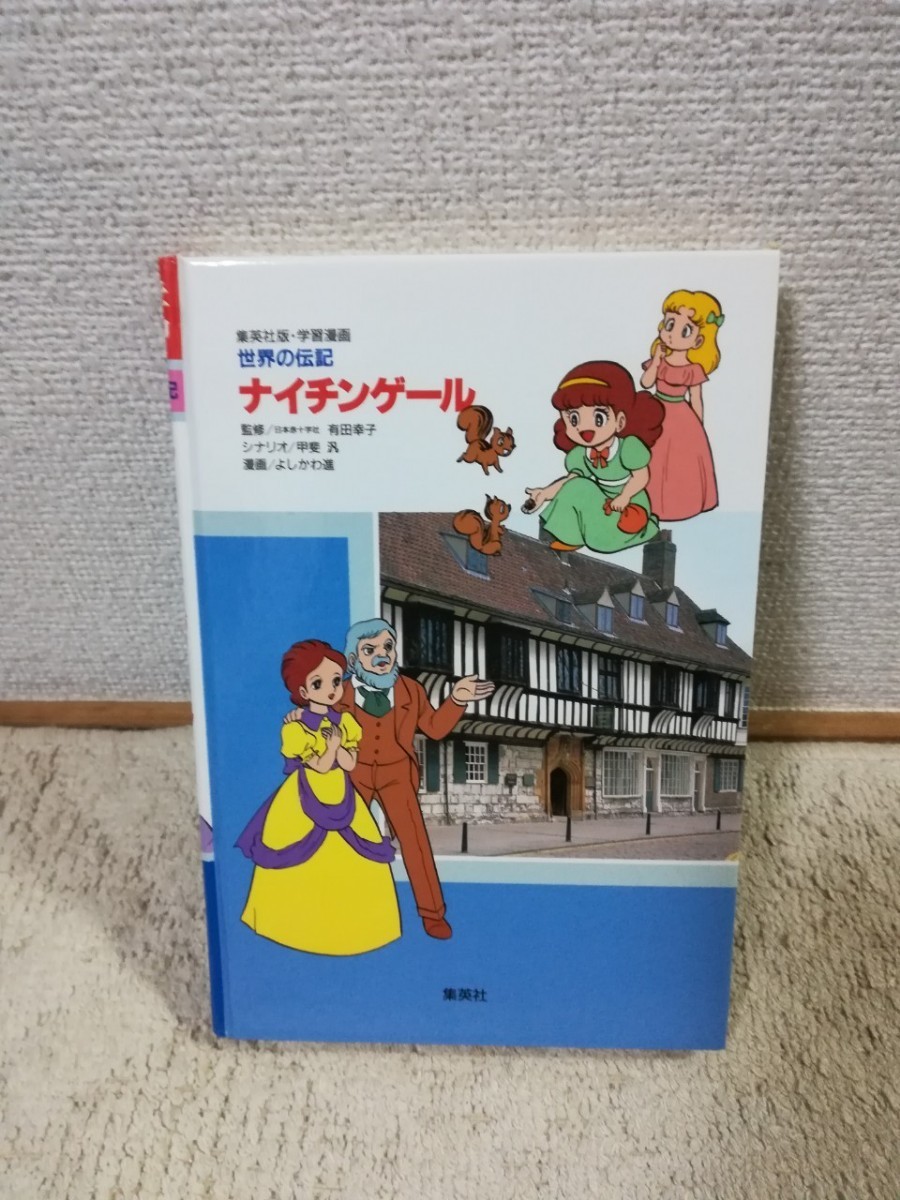 集英社版・学習漫画
世界の伝記
ナイチンゲール
監修/日本赤十字社 有田幸子
シナリオ/甲斐 汎
漫画/よしかわ進
集英社
記